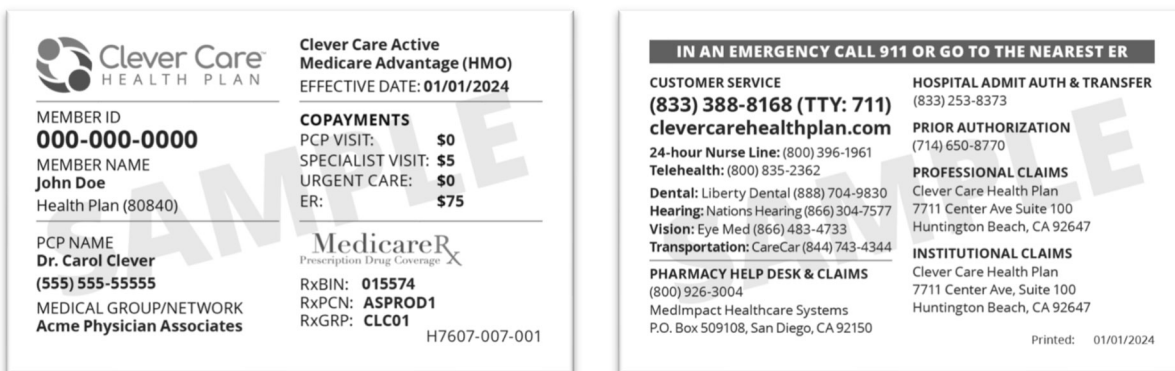 Clever Care™
HEALTH PLAN
MEMBER ID
000-000-0000
MEMBER NAME
John Doe
Health Plan (80840)
PCP NAME
Dr. Carol Clever
(555) 555-55555
MEDICAL GROUP/NETWORK
Acme Physician Associates
Clever Care Active
Medicare Advantage (HMO)
EFFECTIVE DATE: 01/01/2024
COPAYMENTS
PCP VISIT: $0
SPECIALIST VISIT: $5
URGENT CARE: $0
ER: $75
MedicareRx
Prescription Drug Coverage
RxBIN: 015574
RxPCN: ASPROD1
RxGRP: CLC01
H7607-007-001
SAMPLE
IN AN EMERGENCY CALL 911 OR GO TO THE NEAREST ER
CUSTOMER SERVICE
(833) 388-8168 (TTY: 711)
clevercarehealthplan.com
24-hour Nurse Line: (800) 396-1961
Telehealth: (800) 835-2362
Dental: Liberty Dental (888) 704-9830
Hearing: Nations Hearing (866) 304-7577
Vision: Eye Med (866) 483-4733
Transportation: CareCar (844) 743-4344
PHARMACY HELP DESK & CLAIMS
(800) 926-3004
MedImpact Healthcare Systems
P.O. Box 509108, San Diego, CA 92150
HOSPITAL ADMIT AUTH & TRANSFER
(833) 253-8373
PRIOR AUTHORIZATION
(714) 650-8770
PROFESSIONAL CLAIMS
Clever Care Health Plan
7711 Center Ave Suite 100
Huntington Beach, CA 92647
INSTITUTIONAL CLAIMS
Clever Care Health Plan
7711 Center Ave, Suite 100
Huntington Beach, CA 92647
Printed: 01/01/2024
SAMPLE